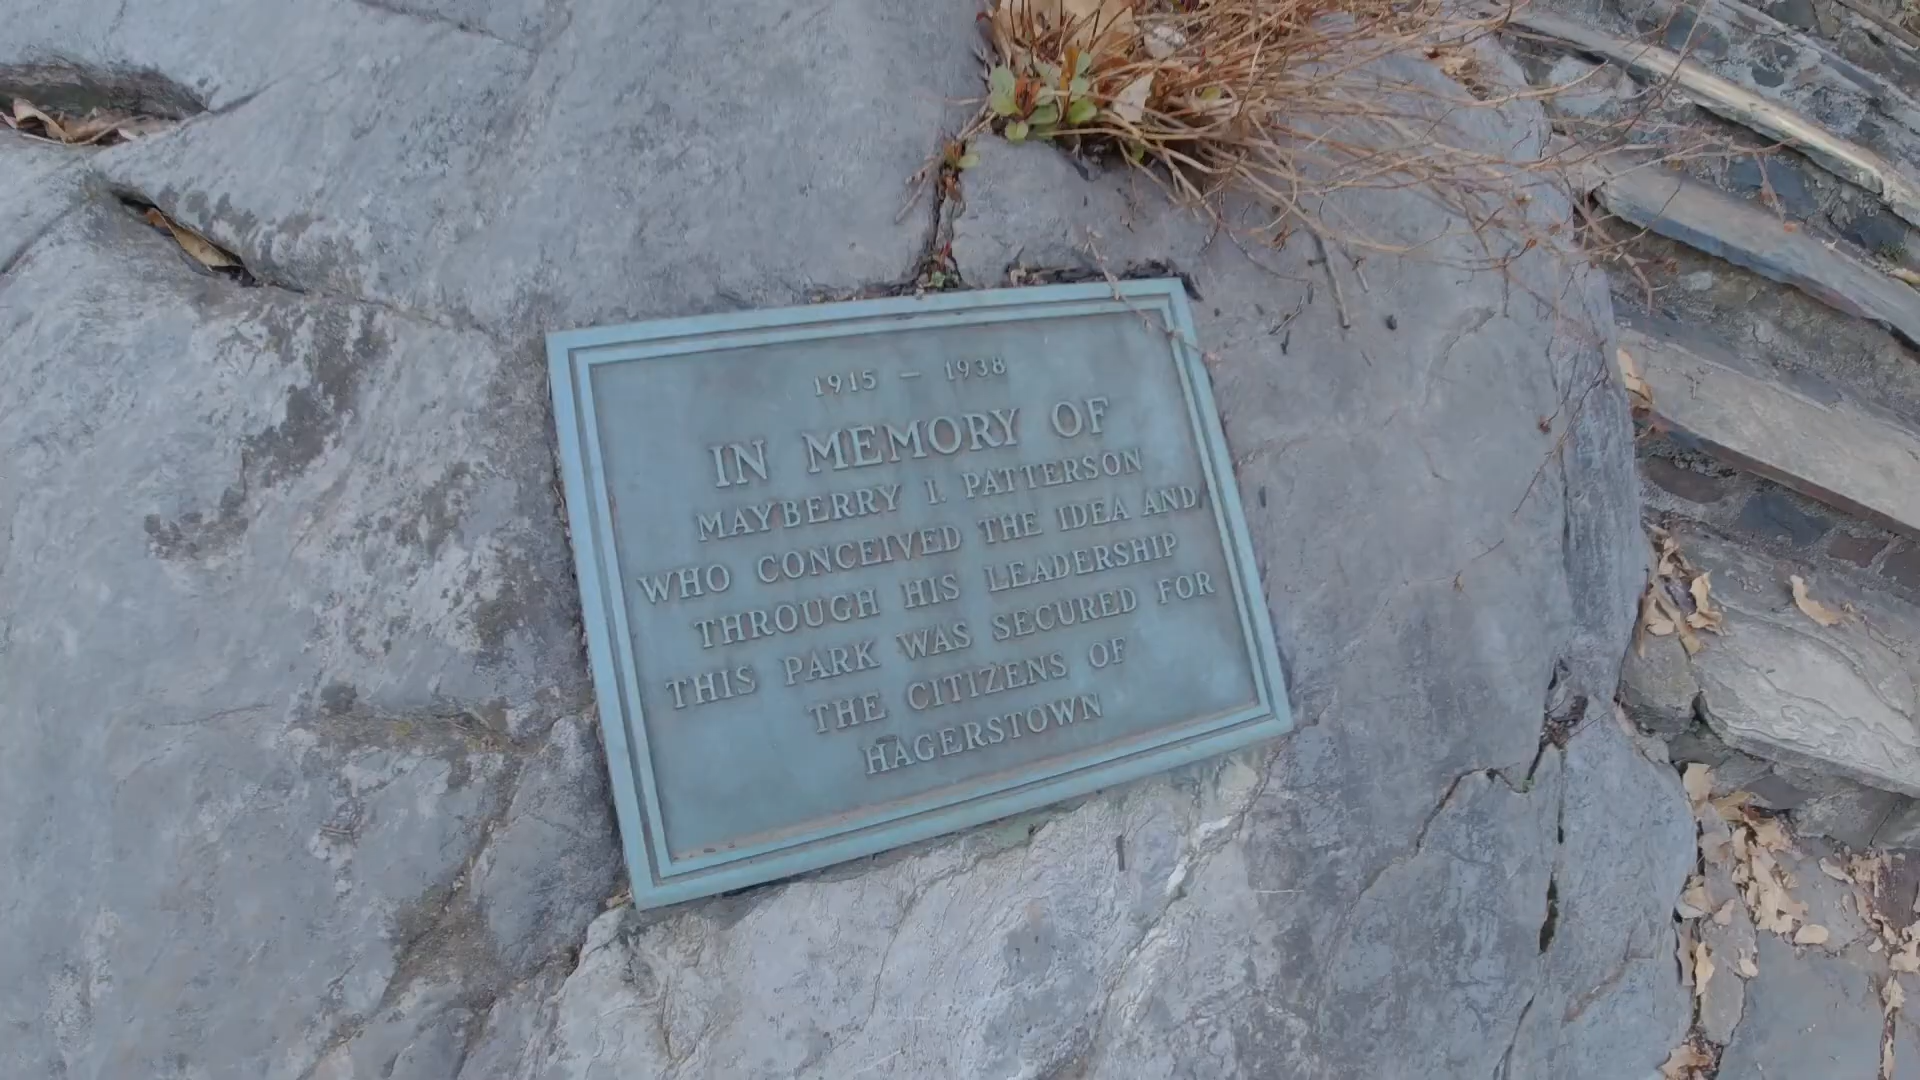 1915 — 1938
IN MEMORY OF
MAYBERRY I. PATTERSON
WHO CONCEIVED THE IDEA AND
THROUGH HIS LEADERSHIP
THIS PARK WAS SECURED FOR
THE CITIZENS OF
HAGERSTOWN